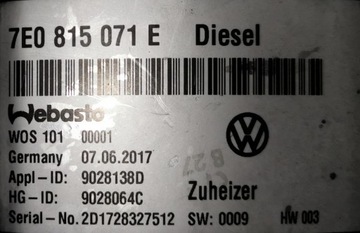 7E0 815 071 E Diesel
Webasto
WOS 101 00001
Germany 07.06.2017
Appl-ID: 9028138D
HG-ID: 9028064C Zuheizer
Serial-No. 2D1728327512 SW: 0009 HW 003